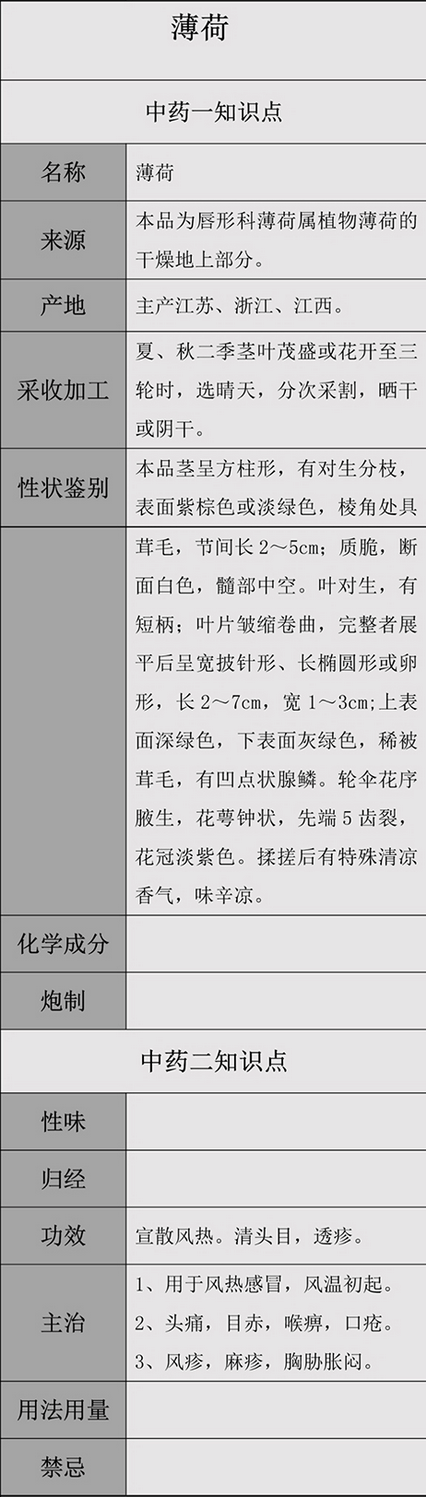 薄荷
中药一知识点
名称
薄荷
来源
本品为唇形科薄荷属植物薄荷的
干燥地上部分。
产地
主产江苏、浙江、江西。
采收加工
夏、秋二季茎叶茂盛或花开至三
轮时，选晴天，分次采割，晒干
或阴干。
性状鉴别
本品茎呈方柱形，有对生分枝，
表面紫棕色或淡绿色，棱角处具
茸毛，节间长2～5cm；质脆，断
面白色，髓部中空。叶对生，有
短柄；叶片皱缩卷曲，完整者展
平后呈宽披针形、长椭圆形或卵
形，长2～7cm，宽1～3cm;上表
面深绿色，下表面灰绿色，稀被
茸毛，有凹点状腺鳞。轮伞花序
腋生，花萼钟状，先端5齿裂，
花冠淡紫色。揉搓后有特殊清凉
香气，味辛凉。
化学成分
炮制
中药二知识点
性味
归经
功效
宣散风热。清头目，透疹。
主治
1、用于风热感冒，风温初起。
2、头痛，目赤，喉痹，口疮。
3、风疹，麻疹，胸胁胀闷。
用法用量
禁忌